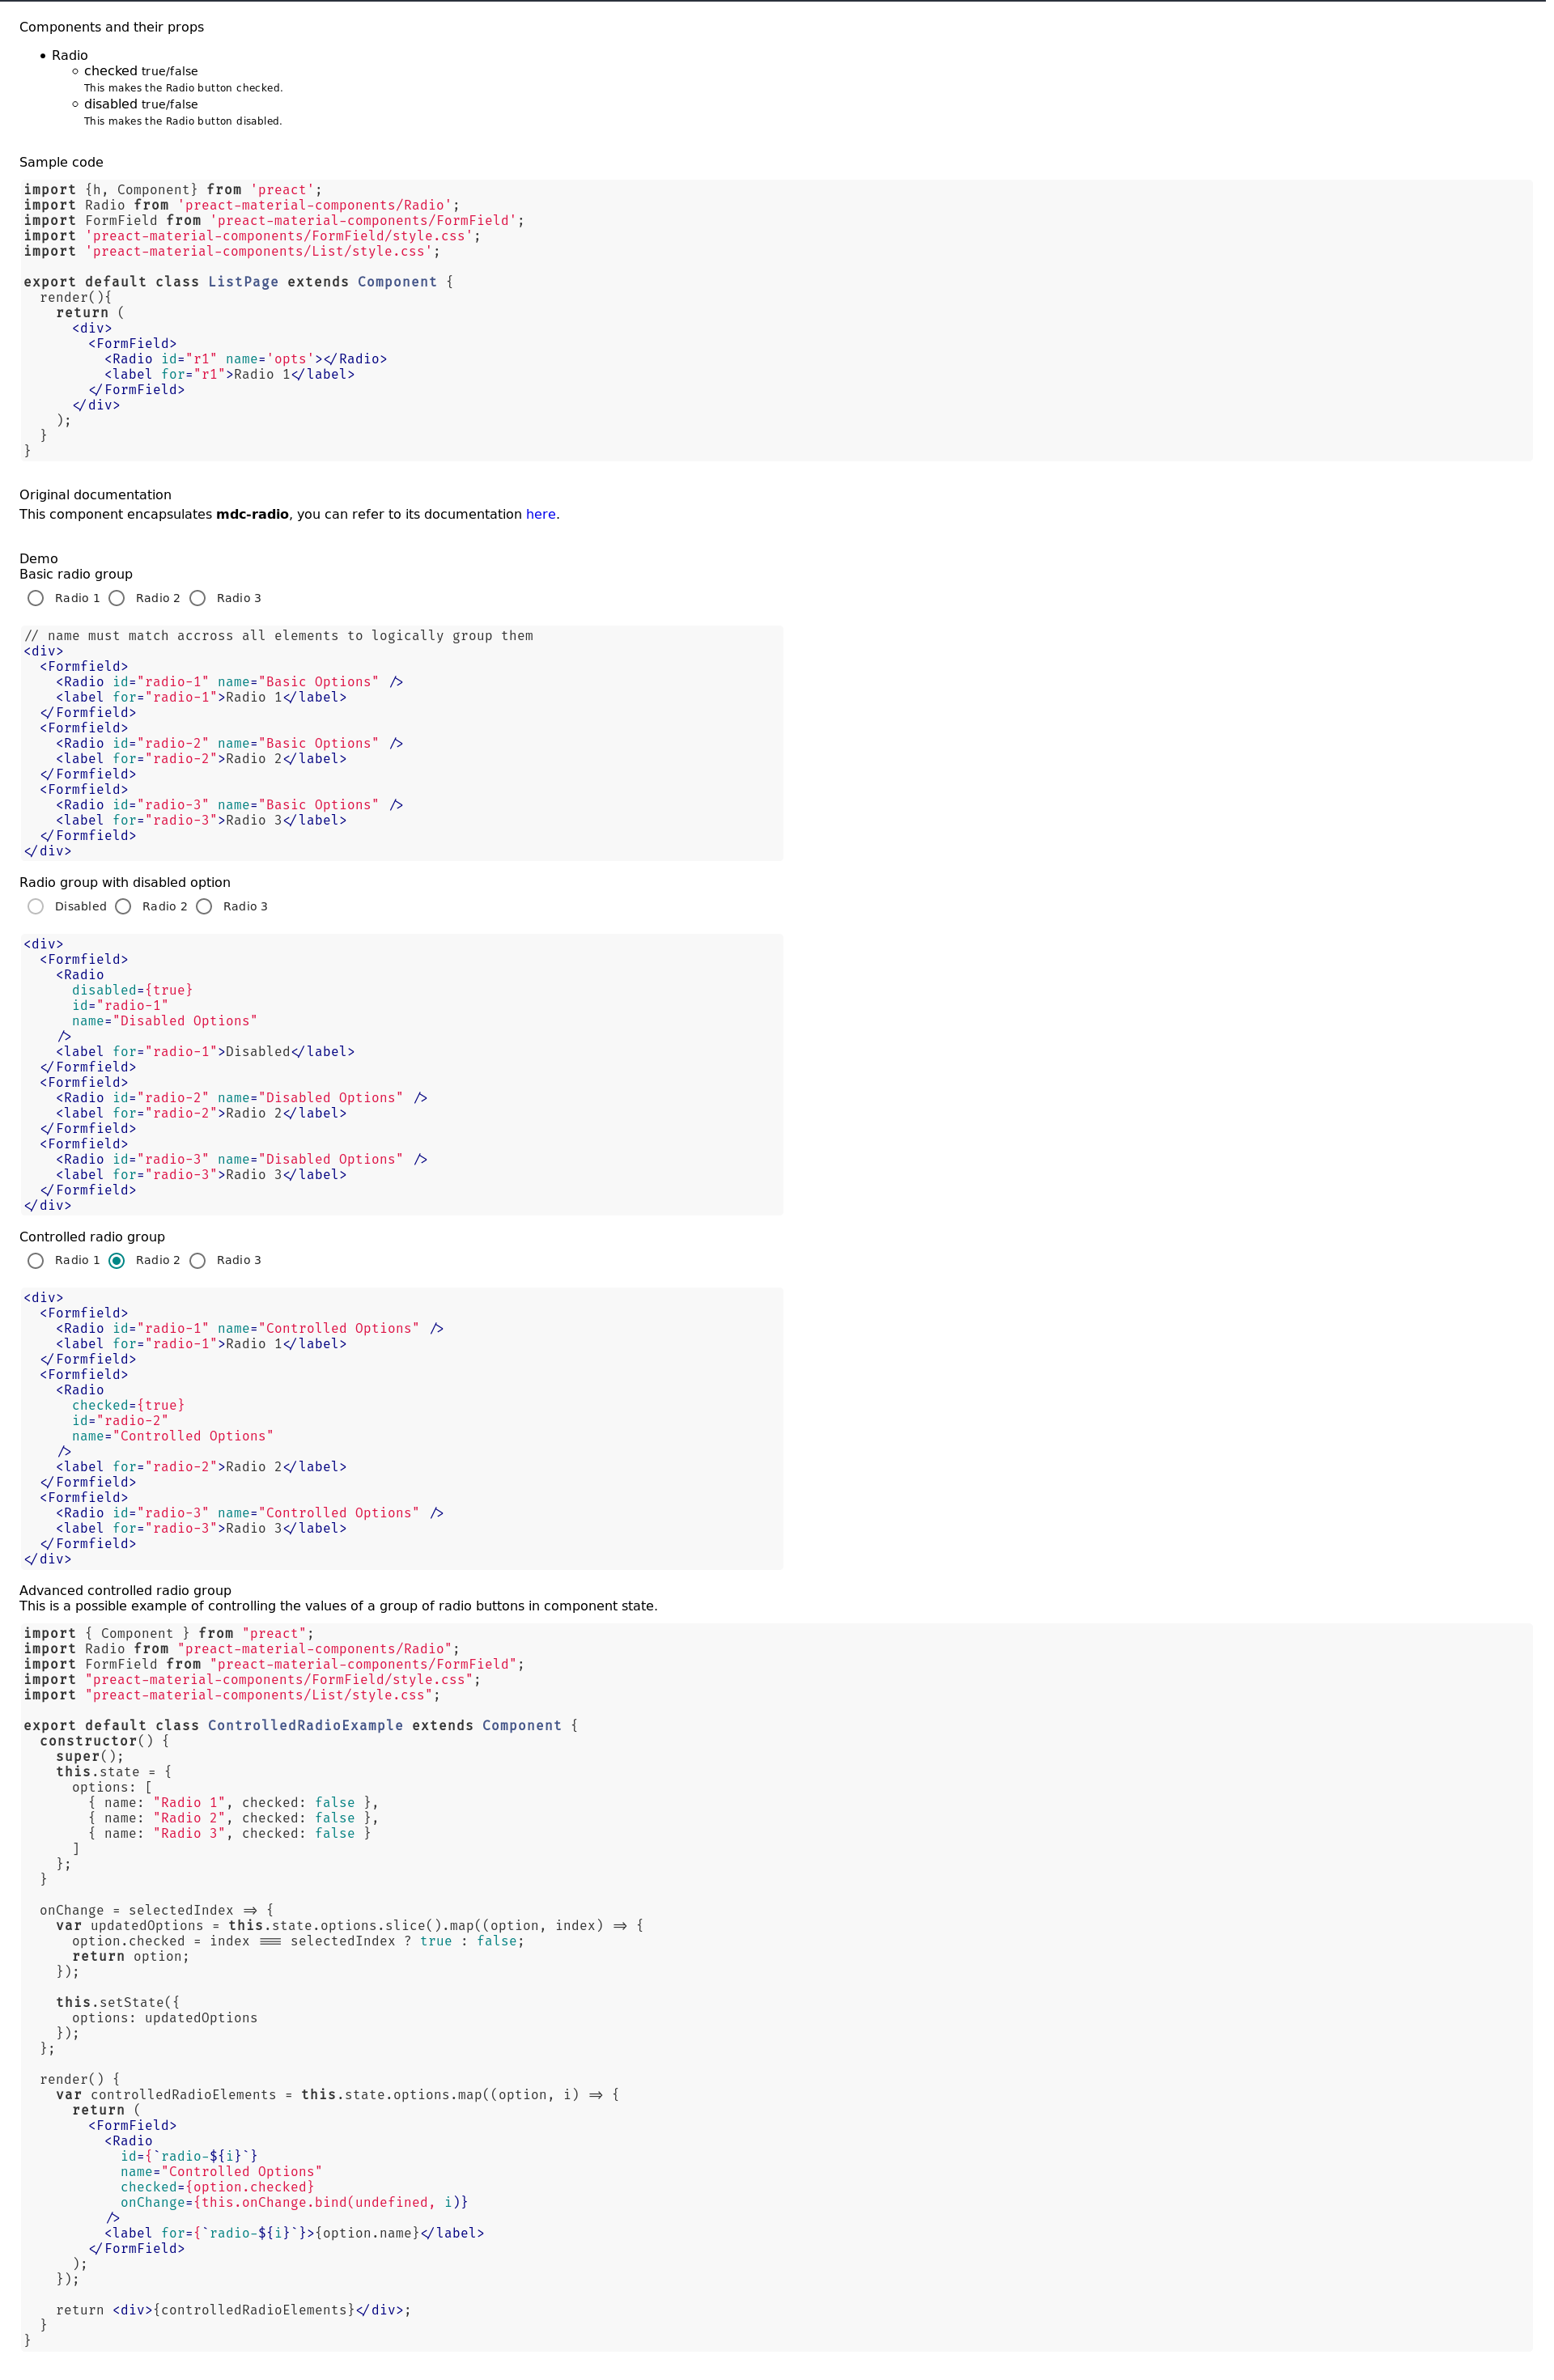 Components and their props
Radio
checked true/false
This makes the Radio button checked.
disabled true/false
This makes the Radio button disabled.
Sample code
import {h, Component} from 'preact';
import Radio from 'preact-material-components/Radio';
import FormField from 'preact-material-components/FormField';
import 'preact-material-components/FormField/style.css';
import 'preact-material-components/List/style.css';
export default class ListPage extends Component {
  render(){
    return (
      <div>
        <FormField>
          <Radio id="r1" name='opts'></Radio>
          <label for="r1">Radio 1</label>
        </FormField>
      </div>
    );
  }
}
Original documentation
This component encapsulates mdc-radio, you can refer to its documentation here.
Demo
Basic radio group
Radio 1 Radio 2 Radio 3
// name must match accross all elements to logically group them
<div>
  <Formfield>
    <Radio id="radio-1" name="Basic Options" />
    <label for="radio-1">Radio 1</label>
  </Formfield>
  <Formfield>
    <Radio id="radio-2" name="Basic Options" />
    <label for="radio-2">Radio 2</label>
  </Formfield>
  <Formfield>
    <Radio id="radio-3" name="Basic Options" />
    <label for="radio-3">Radio 3</label>
  </Formfield>
</div>
Radio group with disabled option
Disabled Radio 2 Radio 3
<div>
  <Formfield>
    <Radio
      disabled={true}
      id="radio-1"
      name="Disabled Options"
    />
    <label for="radio-1">Disabled</label>
  </Formfield>
  <Formfield>
    <Radio id="radio-2" name="Disabled Options" />
    <label for="radio-2">Radio 2</label>
  </Formfield>
  <Formfield>
    <Radio id="radio-3" name="Disabled Options" />
    <label for="radio-3">Radio 3</label>
  </Formfield>
</div>
Controlled radio group
Radio 1 Radio 2 Radio 3
<div>
  <Formfield>
    <Radio id="radio-1" name="Controlled Options" />
    <label for="radio-1">Radio 1</label>
  </Formfield>
  <Formfield>
    <Radio
      checked={true}
      id="radio-2"
      name="Controlled Options"
    />
    <label for="radio-2">Radio 2</label>
  </Formfield>
  <Formfield>
    <Radio id="radio-3" name="Controlled Options" />
    <label for="radio-3">Radio 3</label>
  </Formfield>
</div>
Advanced controlled radio group
This is a possible example of controlling the values of a group of radio buttons in component state.
import { Component } from "preact";
import Radio from "preact-material-components/Radio";
import FormField from "preact-material-components/FormField";
import "preact-material-components/FormField/style.css";
import "preact-material-components/List/style.css";
export default class ControlledRadioExample extends Component {
  constructor() {
    super();
    this.state = {
      options: [
        { name: "Radio 1", checked: false },
        { name: "Radio 2", checked: false },
        { name: "Radio 3", checked: false }
      ]
    };
  }
  onChange = selectedIndex => {
    var updatedOptions = this.state.options.slice().map((option, index) => {
      option.checked = index === selectedIndex ? true : false;
      return option;
    });
    this.setState({
      options: updatedOptions
    });
  };
  render() {
    var controlledRadioElements = this.state.options.map((option, i) => {
      return (
        <FormField>
          <Radio
            id={`radio-${i}`}
            name="Controlled Options"
            checked={option.checked}
            onChange={this.onChange.bind(undefined, i)}
          />
          <label for={`radio-${i}`}>{option.name}</label>
        </FormField>
      );
    });
    return <div>{controlledRadioElements}</div>;
  }
}